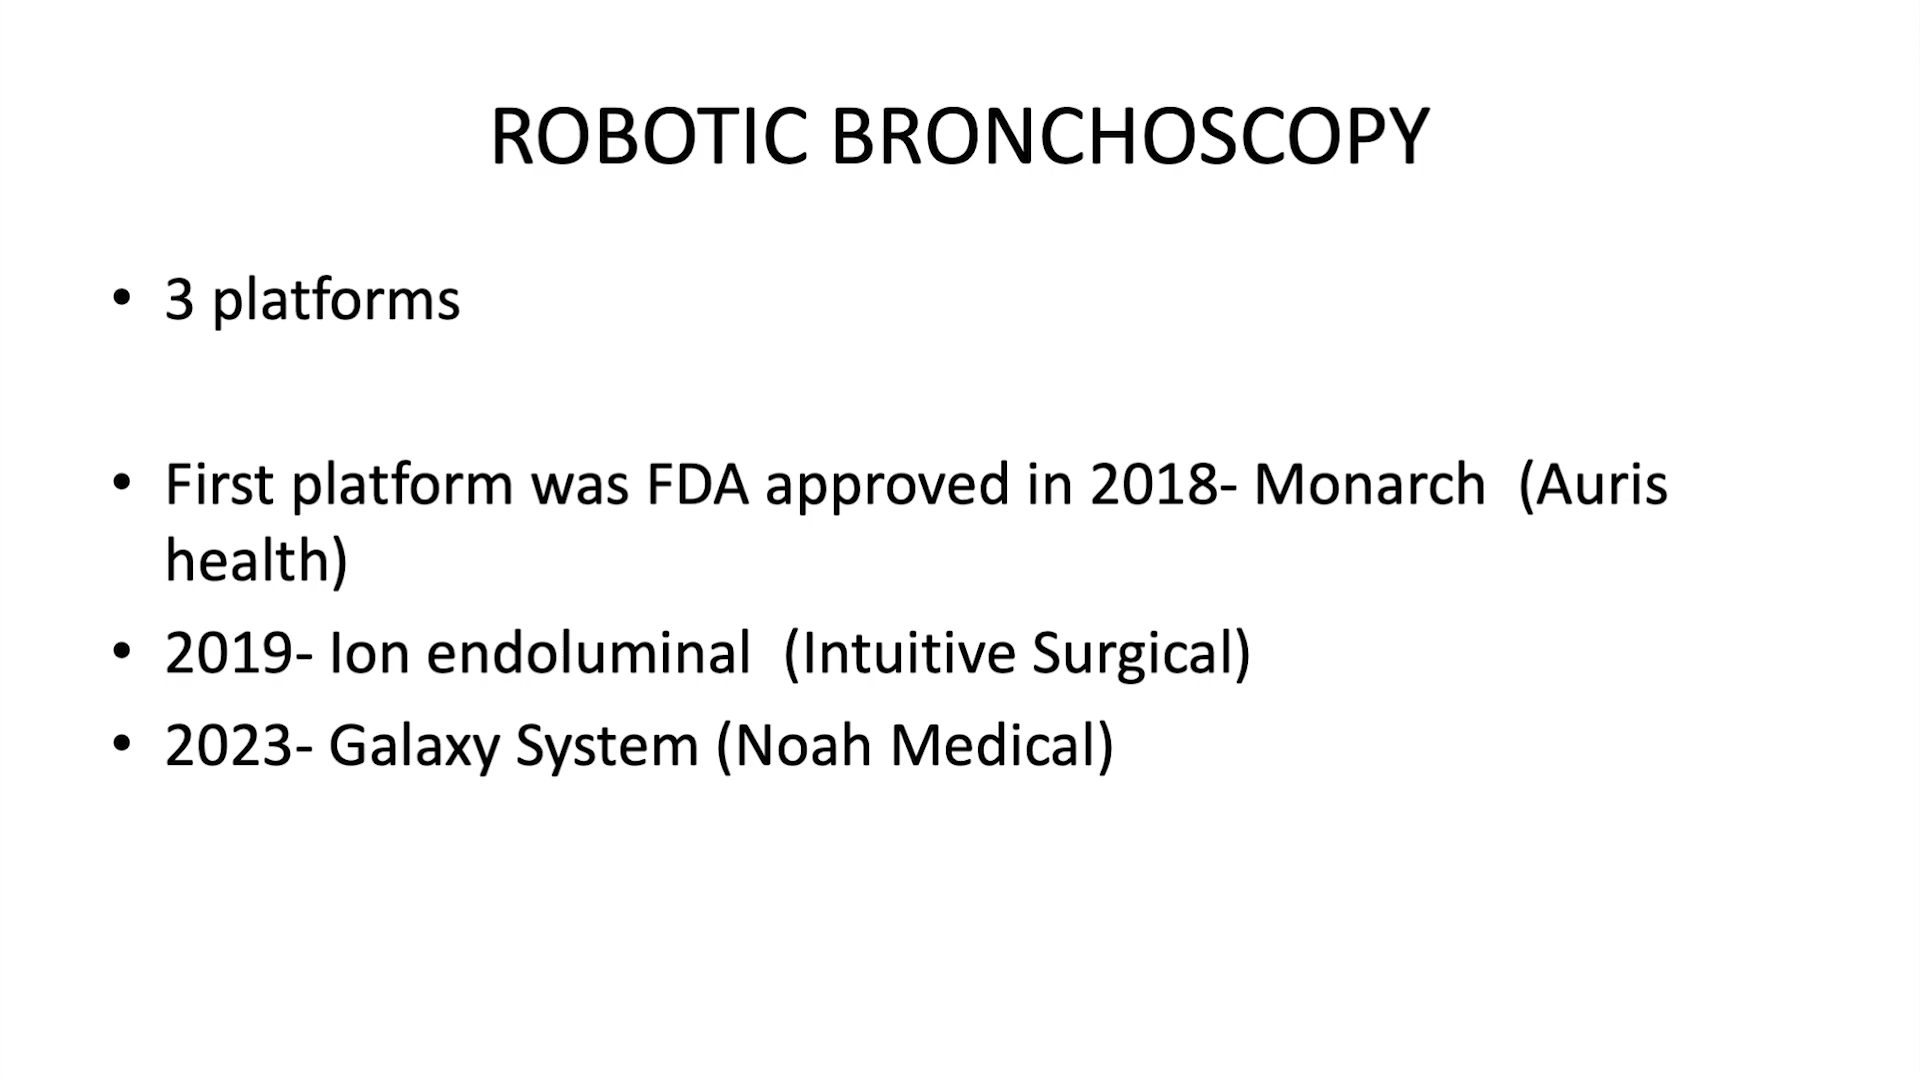 ROBOTIC BRONCHOSCOPY
• 3 platforms
• First platform was FDA approved in 2018- Monarch  (Auris
health)
• 2019- Ion endoluminal  (Intuitive Surgical)
• 2023- Galaxy System (Noah Medical)